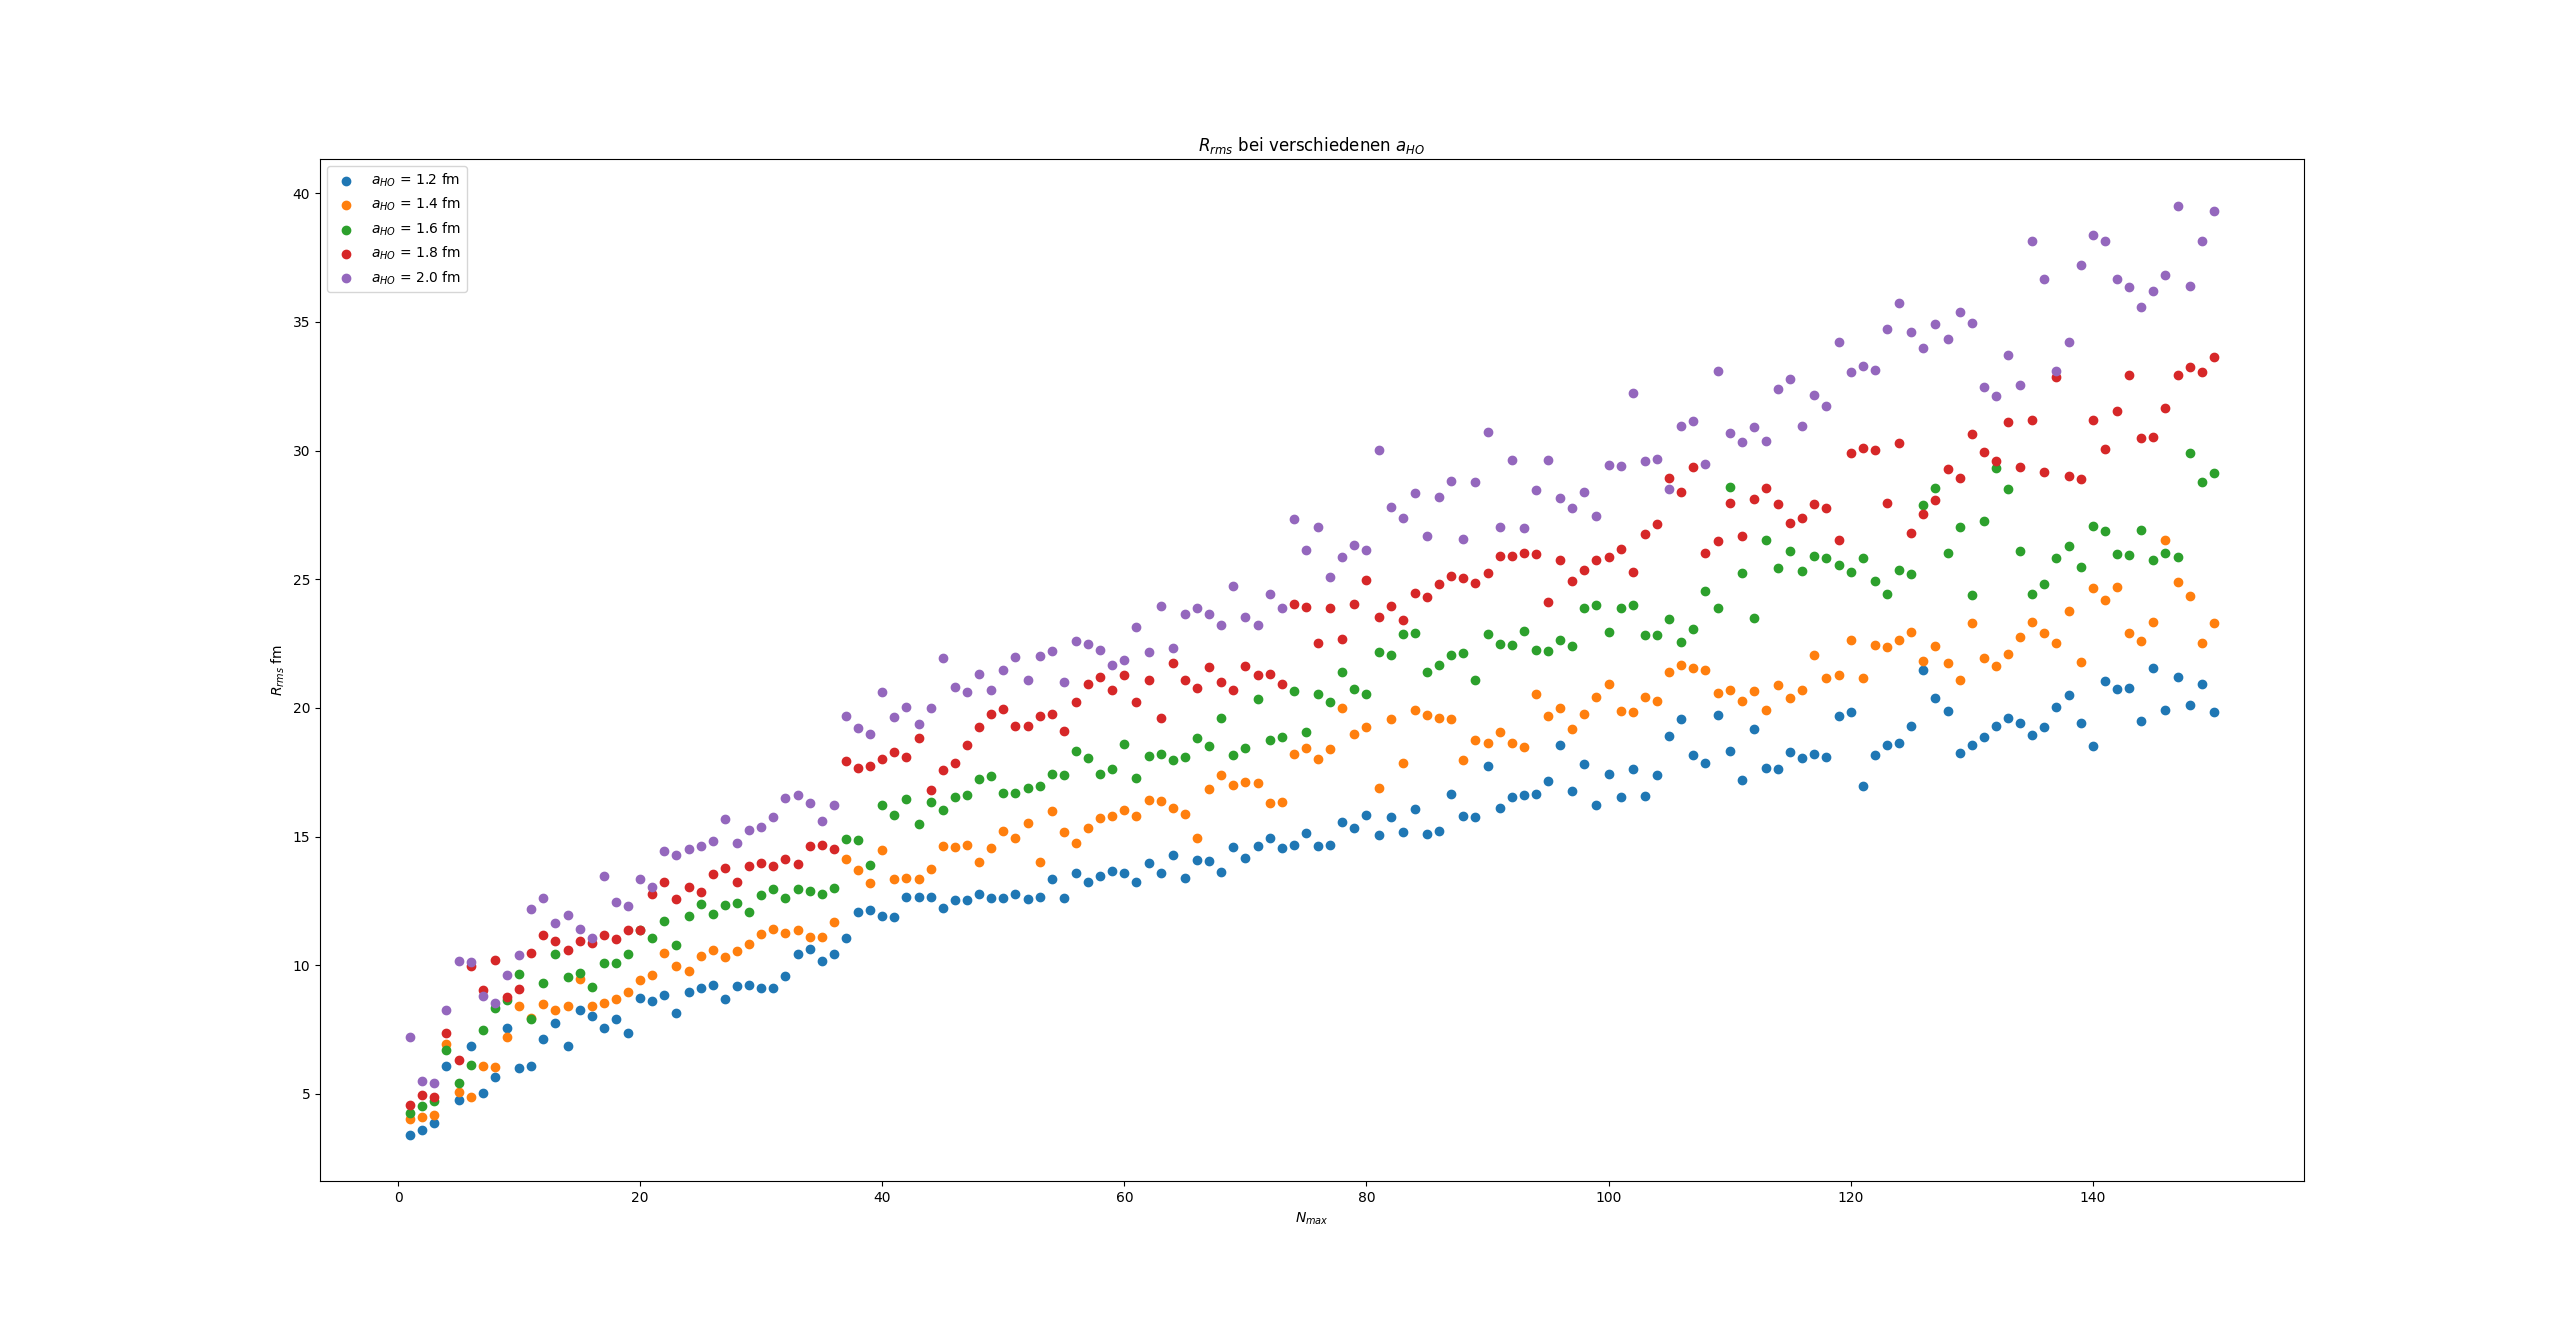 R_rms bei verschiedenen a_HO
a_HO = 1.2 fm
a_HO = 1.4 fm
a_HO = 1.6 fm
a_HO = 1.8 fm
a_HO = 2.0 fm
40
35
30
25
20
15
10
5
R_rms fm
0 20 40 60 80 100 120 140
N_max